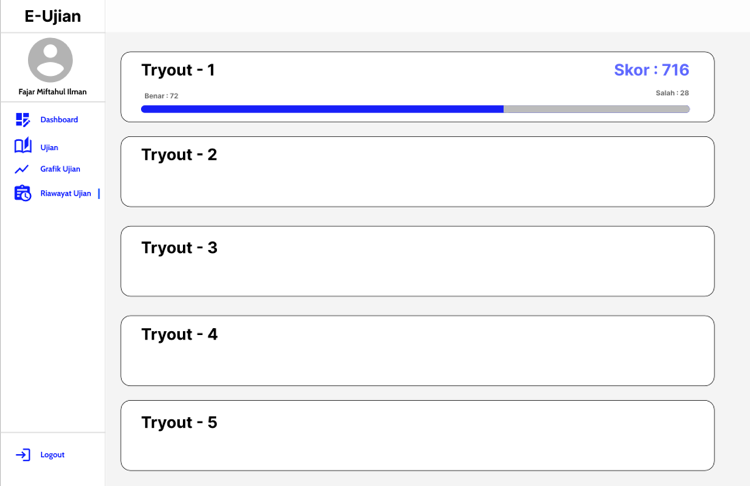 E-Ujian
Fajar Miftahul Ilman
Dashboard
Ujian
Grafik Ujian
Riawayat Ujian
Logout
Tryout - 1
Skor : 716
Benar : 72
Salah : 28
Tryout - 2
Tryout - 3
Tryout - 4
Tryout - 5